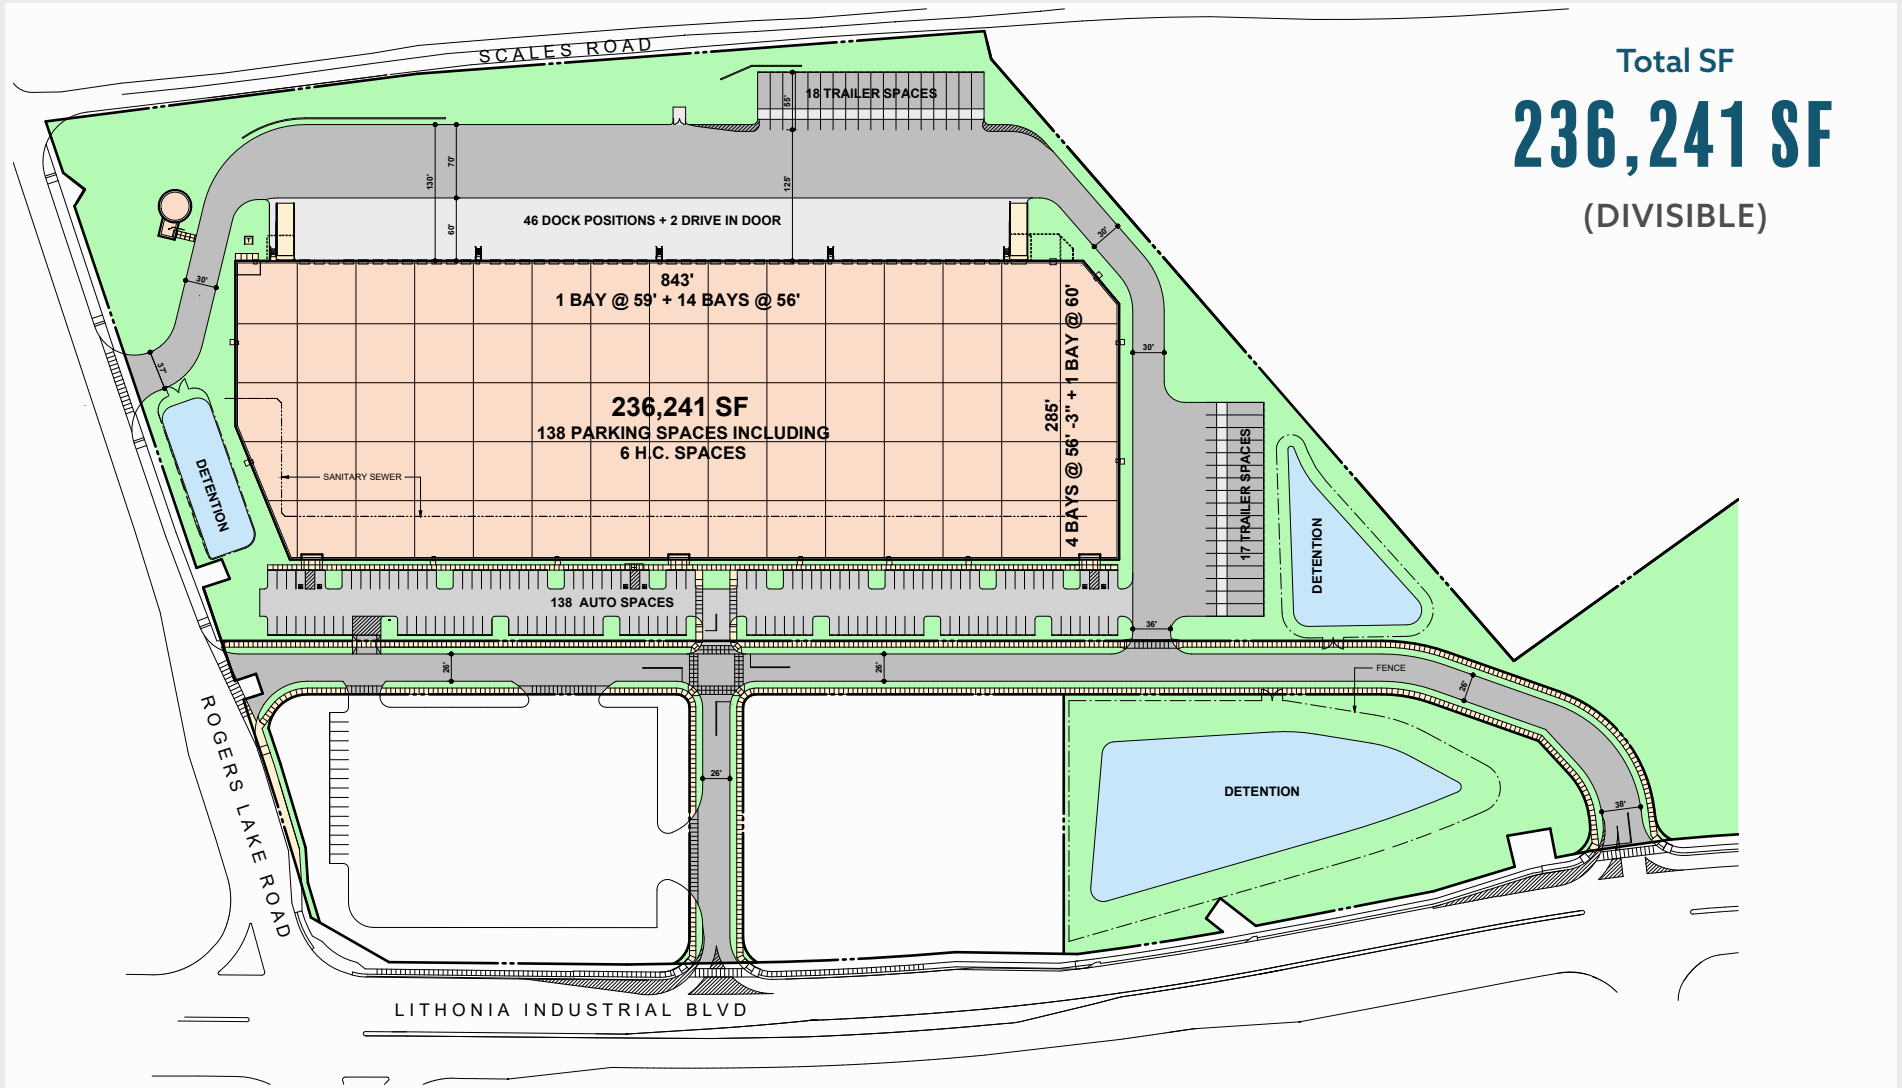 SCALES ROAD
Total SF
236,241 SF
(DIVISIBLE)
18 TRAILER SPACES
55'
70'
130'
125'
60'
46 DOCK POSITIONS + 2 DRIVE IN DOOR
30'
30'
T
843'
1 BAY @ 59' + 14 BAYS @ 56'
30'
37'
285'
4 BAYS @ 56' -3" + 1 BAY @ 60'
236,241 SF
138 PARKING SPACES INCLUDING
6 H.C. SPACES
SANITARY SEWER
DETENTION
17 TRAILER SPACES
DETENTION
138 AUTO SPACES
36'
26'
26'
FENCE
26'
ROGERS LAKE ROAD
26'
DETENTION
38'
LITHONIA INDUSTRIAL BLVD